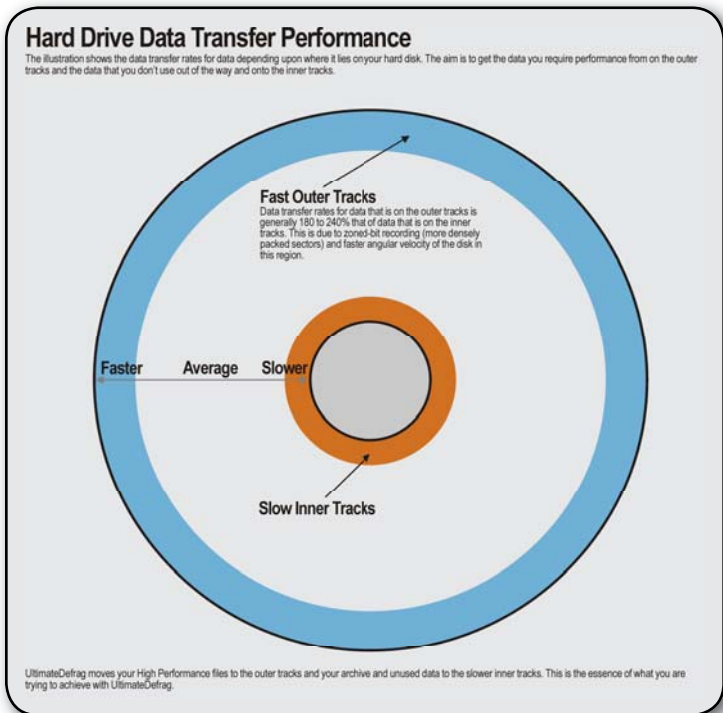 Hard Drive Data Transfer Performance
The illustration shows the data transfer rates for data depending upon where it lies on your hard disk. The aim is to get the data you require performance from on the outer
tracks and the data that you don't use out of the way and onto the inner tracks.
Fast Outer Tracks
Data transfer rates for data that is on the outer tracks is
generally 180 to 240% that of data that is on the inner
tracks. This is due to zoned-bit recording (more densely
packed sectors) and faster angular velocity of the disk in
this region.
Faster Average Slower
Slow Inner Tracks
UltimateDefrag moves your High Performance files to the outer tracks and your archive and unused data to the slower inner tracks. This is the essence of what you are
trying to achieve with UltimateDefrag.